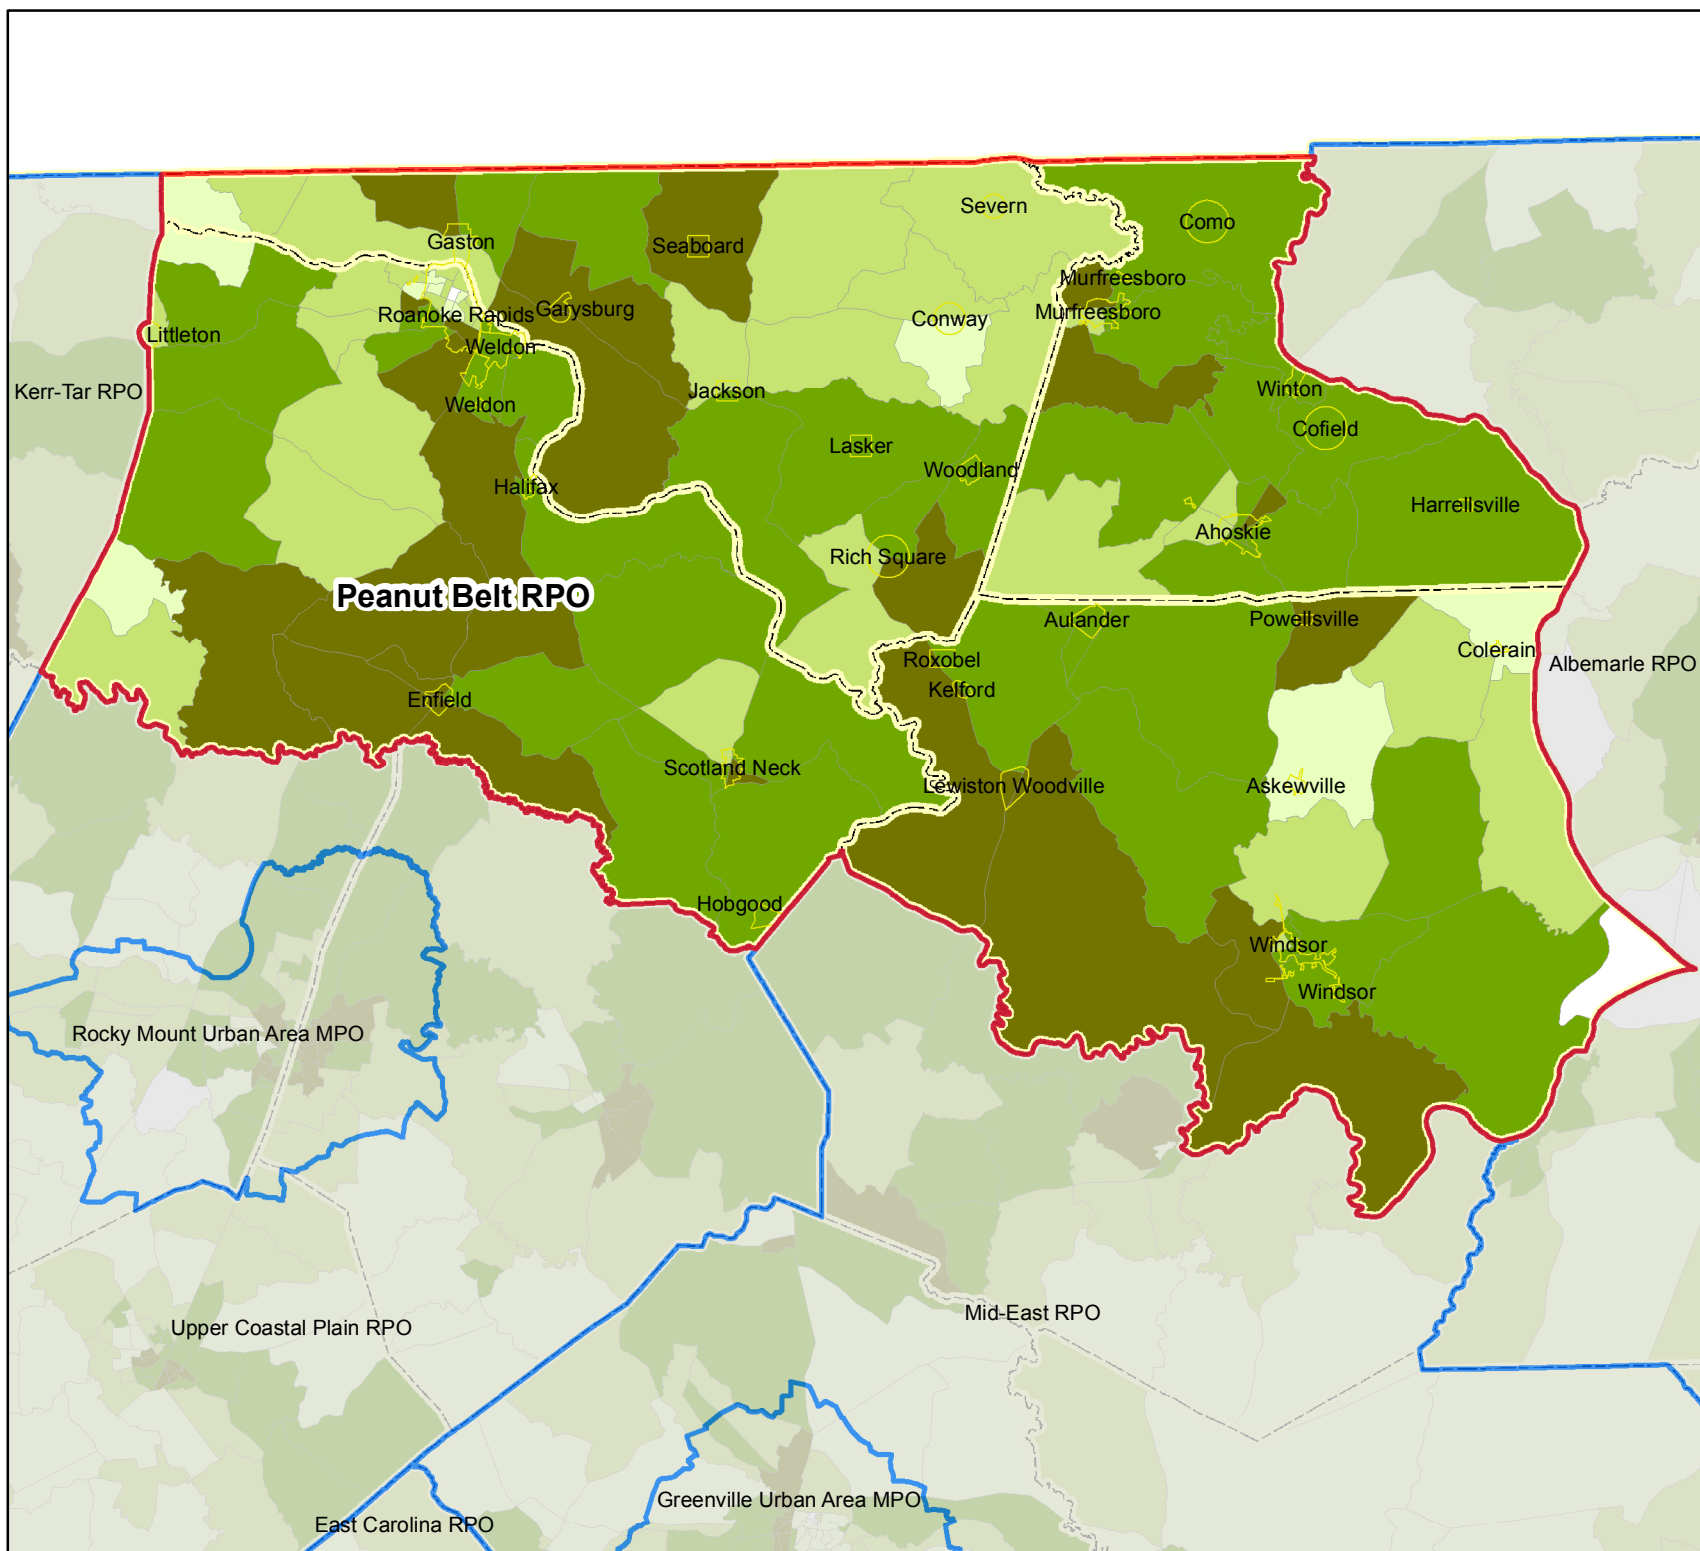 Severn
Como
Gaston
Seaboard
Murfreesboro
Roanoke Rapids
Garysburg
Conway
Murfreesboro
Littleton
Weldon
Kerr-Tar RPO
Jackson
Winton
Weldon
Cofield
Lasker
Woodland
Halifax
Harrellsville
Ahoskie
Rich Square
Peanut Belt RPO
Aulander
Powellsville
Colerain
Roxobel
Albemarle RPO
Kelford
Enfield
Scotland Neck
Lewiston Woodville
Askewville
Hobgood
Windsor
Windsor
Rocky Mount Urban Area MPO
Mid-East RPO
Upper Coastal Plain RPO
Greenville Urban Area MPO
East Carolina RPO